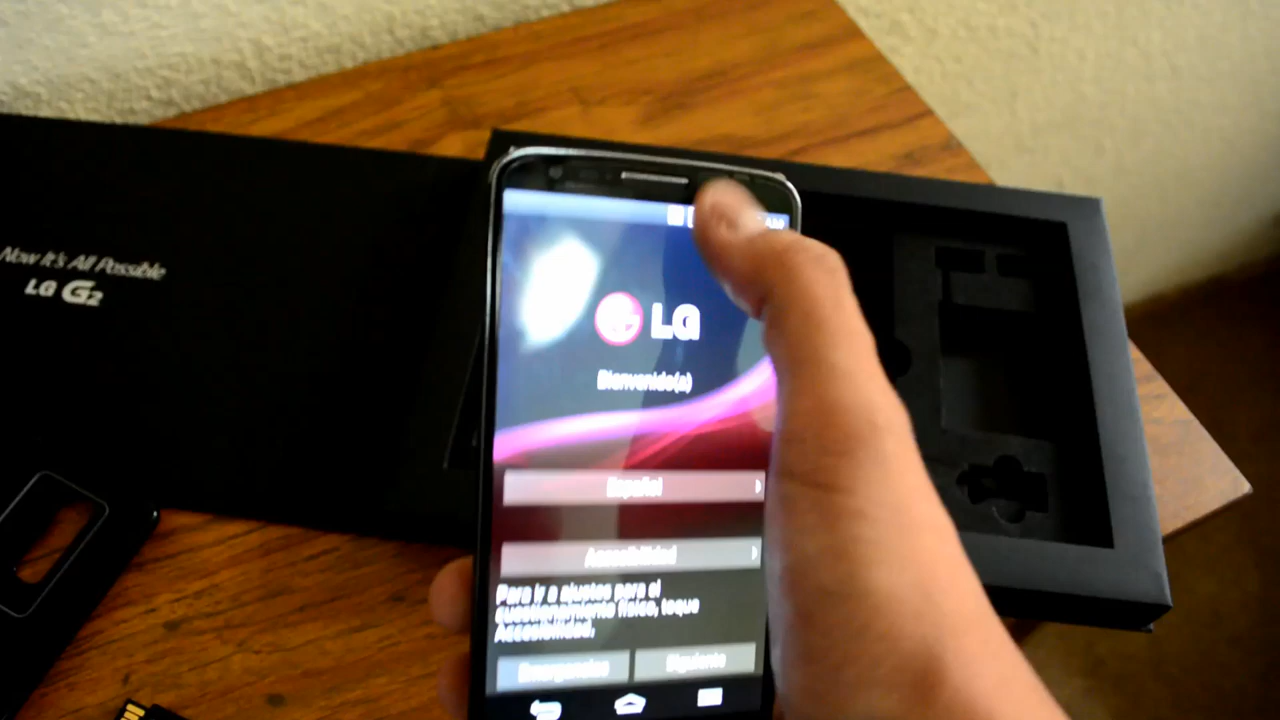 Now It's All Possible
LG G2
LG
Bienvenido(a)
Español
Accesibilidad
Para ir a ajustes para el
cuestionamiento físico, toque
Accesibilidad.
Emergencias
Siguiente